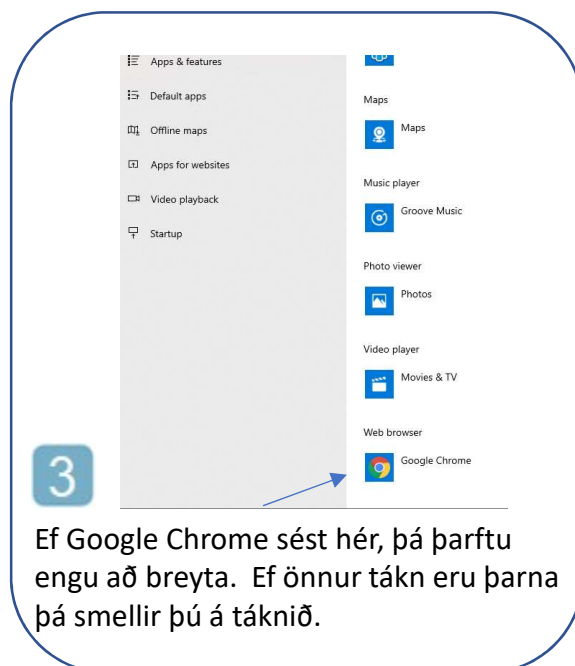 Apps & features
Default apps
Offline maps
Apps for websites
Video playback
Startup
Maps
Maps
Music player
Groove Music
Photo viewer
Photos
Video player
Movies & TV
Web browser
Google Chrome
3
Ef Google Chrome sést hér, þá þarftu
engu að breyta.  Ef önnur tákn eru þarna
þá smellir þú á táknið.